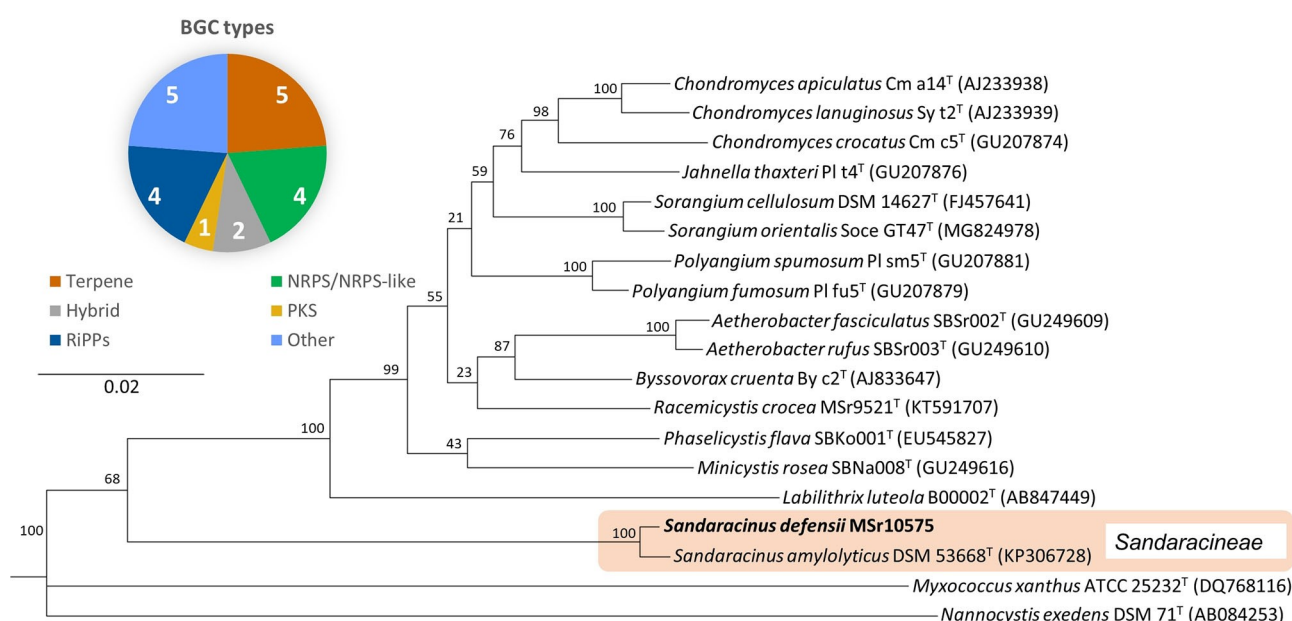 BGC types
5
5
4
4
1
2
Terpene
NRPS/NRPS-like
Hybrid
PKS
RiPPs
Other
0.02
100
98
76
59
100
21
100
55
100
87
23
99
43
100
68
100
100
Chondromyces apiculatus Cm a14ᵀ (AJ233938)
Chondromyces lanuginosus Sy t2ᵀ (AJ233939)
Chondromyces crocatus Cm c5ᵀ (GU207874)
Jahnella thaxteri Pl t4ᵀ (GU207876)
Sorangium cellulosum DSM 14627ᵀ (FJ457641)
Sorangium orientalis Soce GT47ᵀ (MG824978)
Polyangium spumosum Pl sm5ᵀ (GU207881)
Polyangium fumosum Pl fu5ᵀ (GU207879)
Aetherobacter fasciculatus SBSr002ᵀ (GU249609)
Aetherobacter rufus SBSr003ᵀ (GU249610)
Byssovorax cruenta By c2ᵀ (AJ833647)
Racemicystis crocea MSr9521ᵀ (KT591707)
Phaselicystis flava SBKo001ᵀ (EU545827)
Minicystis rosea SBNa008ᵀ (GU249616)
Labilithrix luteola B00002ᵀ (AB847449)
Sandaracinus defensii MSr10575
Sandaracinus amylolyticus DSM 53668ᵀ (KP306728)
Sandaracineae
Myxococcus xanthus ATCC 25232ᵀ (DQ768116)
Nannocystis exedens DSM 71ᵀ (AB084253)